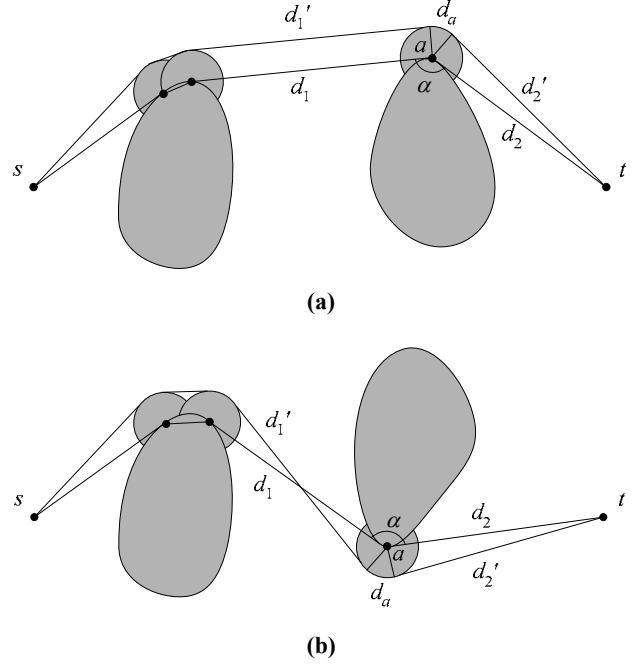 d₁′ dₐ
a
d₁ α d₂′
d₂
s t
(a)
d₁′
d₁ α d₂
s a t
d₂′
dₐ
(b)